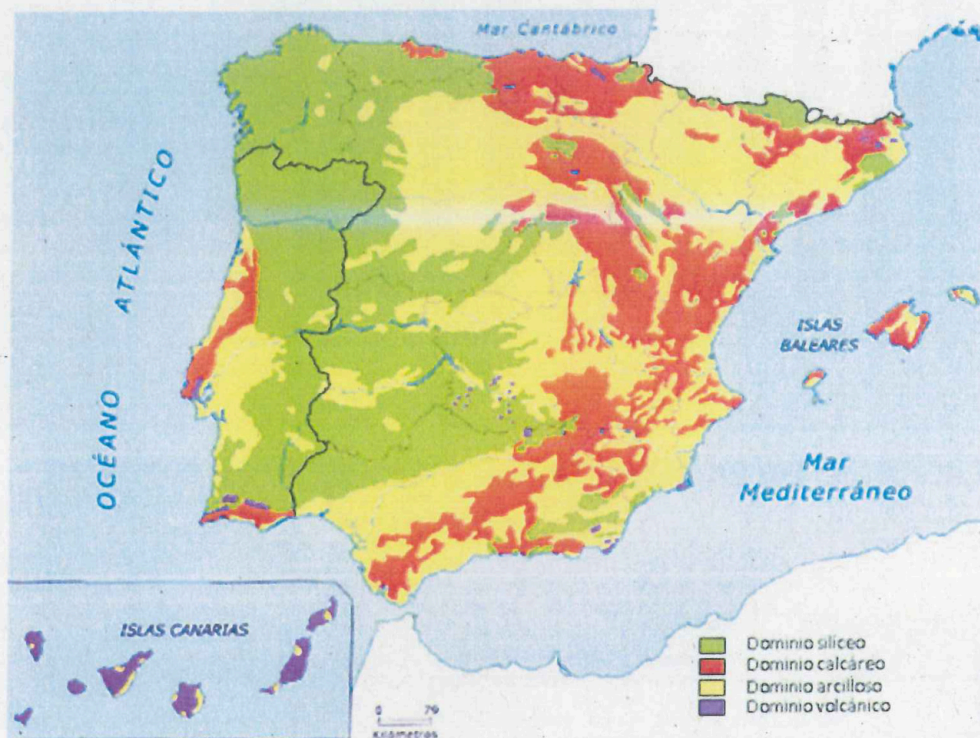 Mar Cantábrico
OCÉANO ATLÁNTICO
ISLAS
BALEARES
Mar
Mediterráneo
ISLAS CANARIAS
Dominio silíceo
Dominio calcáreo
Dominio arcilloso
Dominio volcánico
0 70
Kilómetros